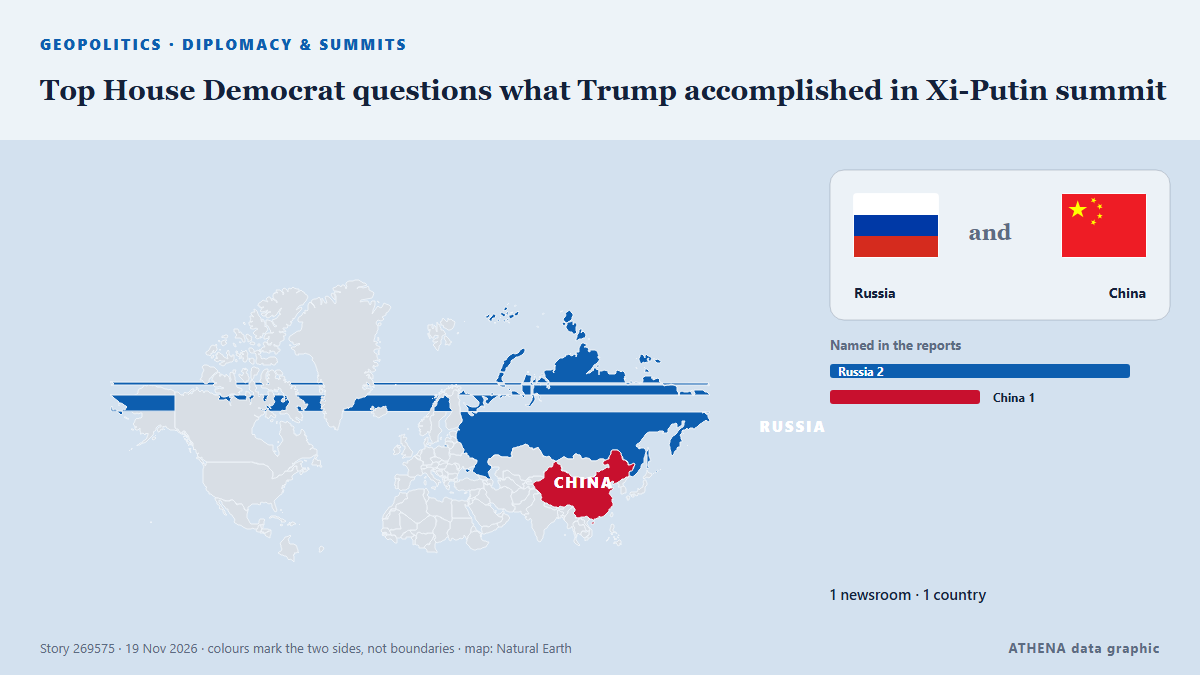 GEOPOLITICS · DIPLOMACY & SUMMITS
Top House Democrat questions what Trump accomplished in Xi-Putin summit
and
Russia
China
Named in the reports
Russia 2
China 1
RUSSIA
CHINA
1 newsroom · 1 country
Story 269575 · 19 Nov 2026 · colours mark the two sides, not boundaries · map: Natural Earth
ATHENA data graphic